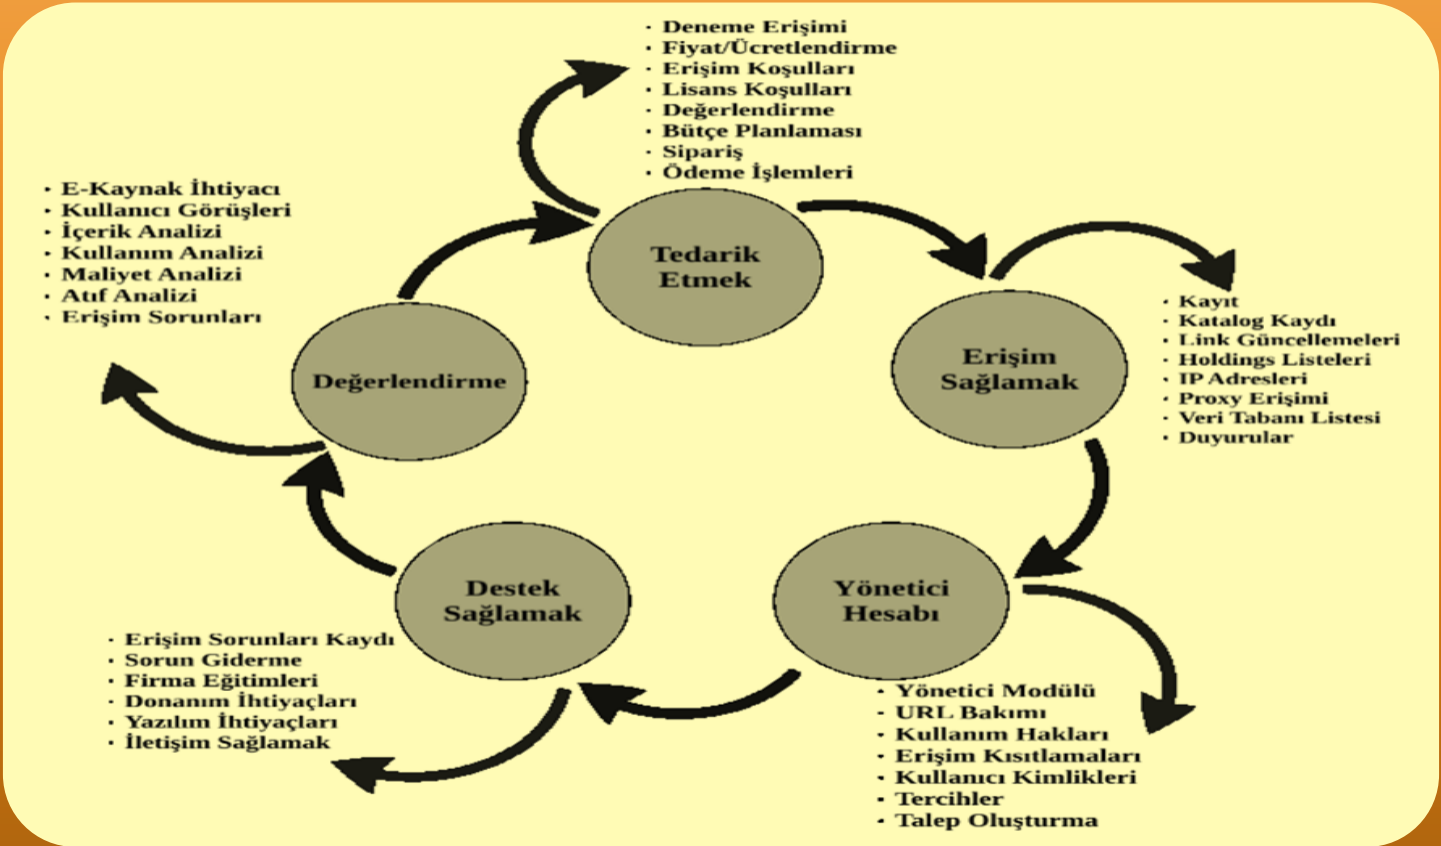 · Deneme Erişimi
· Fiyat/Ücretlendirme
· Erişim Koşulları
· Lisans Koşulları
· Değerlendirme
· Bütçe Planlaması
· Sipariş
· Ödeme İşlemleri
Tedarik
Etmek
Erişim
Sağlamak
· Kayıt
· Katalog Kaydı
· Link Güncellemeleri
· Holdings Listeleri
· IP Adresleri
· Proxy Erişimi
· Veri Tabanı Listesi
· Duyurular
Yönetici
Hesabı
· Yönetici Modülü
· URL Bakımı
· Kullanım Hakları
· Erişim Kısıtlamaları
· Kullanıcı Kimlikleri
· Tercihler
· Talep Oluşturma
Destek
Sağlamak
· Erişim Sorunları Kaydı
· Sorun Giderme
· Firma Eğitimleri
· Donanım İhtiyaçları
· Yazılım İhtiyaçları
· İletişim Sağlamak
Değerlendirme
· E-Kaynak İhtiyacı
· Kullanıcı Görüşleri
· İçerik Analizi
· Kullanım Analizi
· Maliyet Analizi
· Atıf Analizi
· Erişim Sorunları